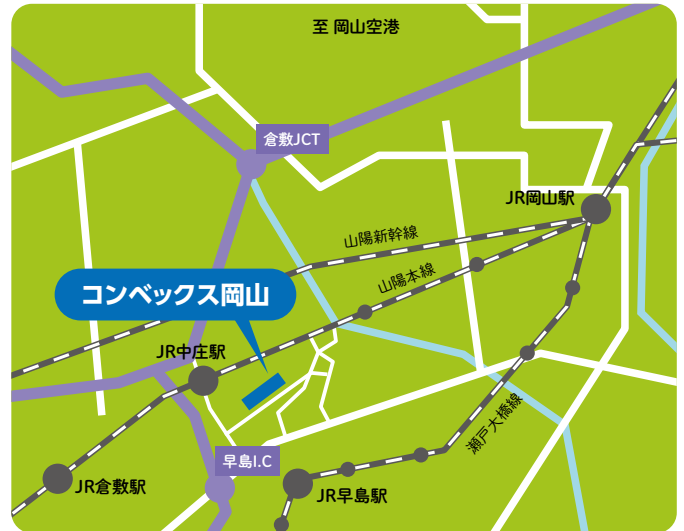 至 岡山空港
倉敷JCT
JR岡山駅
山陽新幹線
山陽本線
コンベックス岡山
JR中庄駅
瀬戸大橋線
早島I.C
JR倉敷駅
JR早島駅